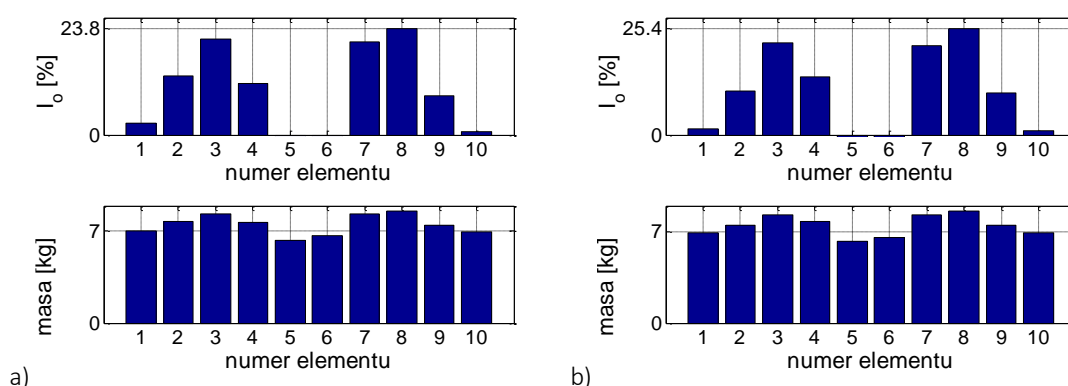 23.8
I_o [%]
0
1 2 3 4 5 6 7 8 9 10
numer elementu
7
masa [kg]
0
1 2 3 4 5 6 7 8 9 10
numer elementu
a)
25.4
I_o [%]
0
1 2 3 4 5 6 7 8 9 10
numer elementu
7
masa [kg]
0
1 2 3 4 5 6 7 8 9 10
numer elementu
b)